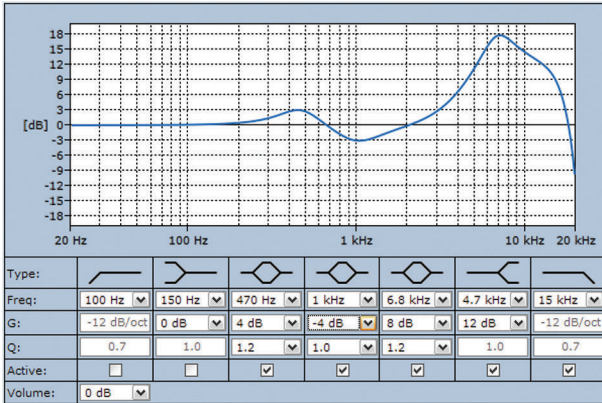 18
15
12
9
6
3
[dB] 0
-3
-6
-9
-12
-15
-18
20 Hz 100 Hz 1 kHz 10 kHz 20 kHz
Type:
Freq: 100 Hz 150 Hz 470 Hz 1 kHz 6.8 kHz 4.7 kHz 15 kHz
G: -12 dB/oct 0 dB 4 dB -4 dB 8 dB 12 dB -12 dB/oct
Q: 0.7 1.0 1.2 1.0 1.2 1.0 0.7
Active:
Volume: 0 dB